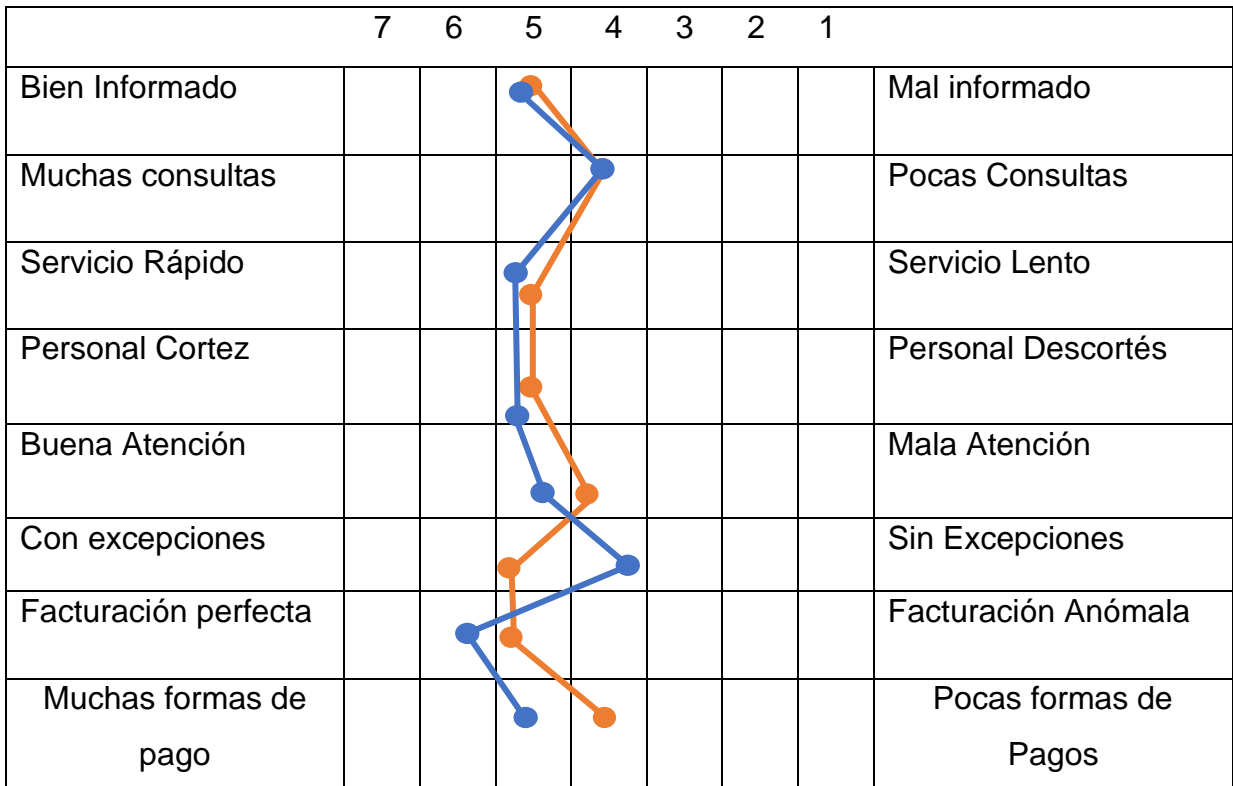 7 6 5 4 3 2 1
Bien Informado Mal informado
Muchas consultas Pocas Consultas
Servicio Rápido Servicio Lento
Personal Cortez Personal Descortés
Buena Atención Mala Atención
Con excepciones Sin Excepciones
Facturación perfecta Facturación Anómala
Muchas formas de Pocas formas de
pago Pagos